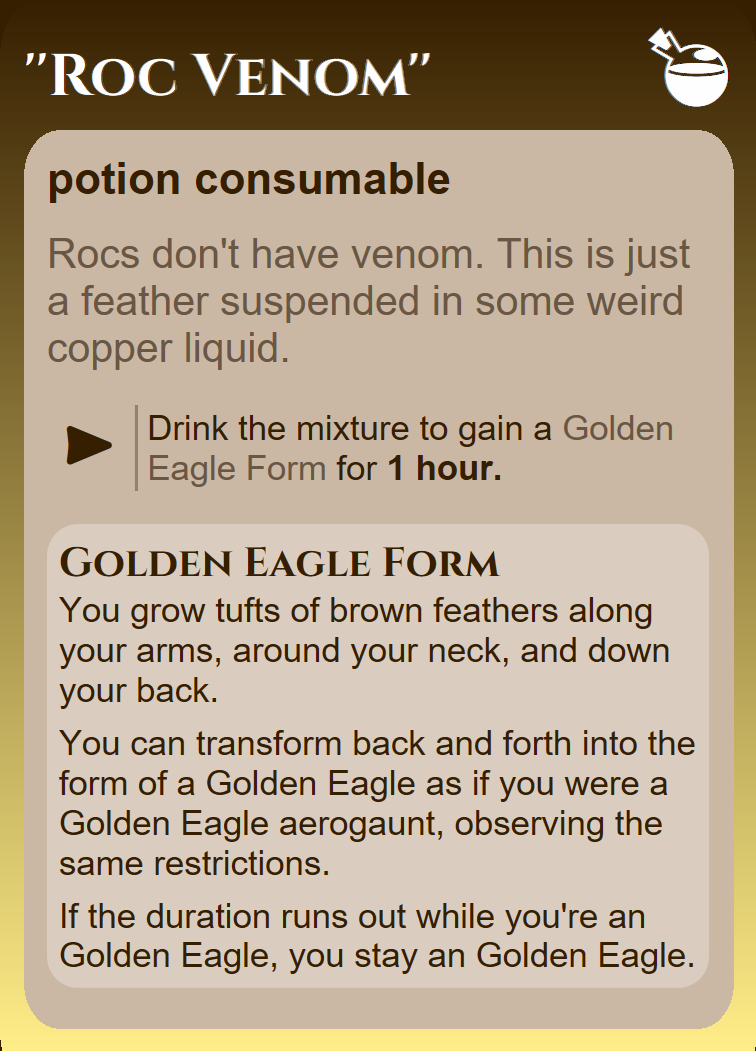 "Roc Venom"
potion consumable
Rocs don't have venom. This is just
a feather suspended in some weird
copper liquid.
Drink the mixture to gain a Golden
Eagle Form for 1 hour.
Golden Eagle Form
You grow tufts of brown feathers along
your arms, around your neck, and down
your back.
You can transform back and forth into the
form of a Golden Eagle as if you were a
Golden Eagle aerogaunt, observing the
same restrictions.
If the duration runs out while you're an
Golden Eagle, you stay an Golden Eagle.